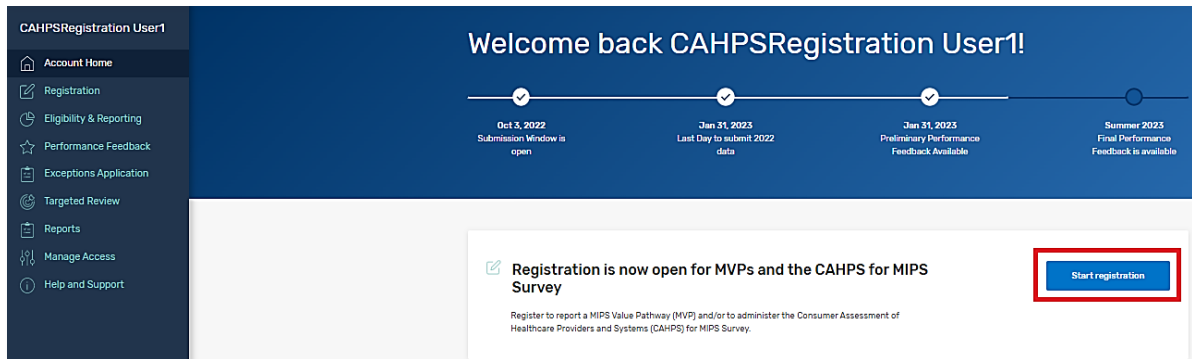 CAHPSRegistration User1
Account Home
Registration
Eligibility & Reporting
Performance Feedback
Exceptions Application
Targeted Review
Reports
Manage Access
Help and Support
Welcome back CAHPSRegistration User1!
Oct 3, 2022
Submission Window is
open
Jan 31, 2023
Last Day to submit 2022
data
Jan 31, 2023
Preliminary Performance
Feedback Available
Summer 2023
Final Performance
Feedback is available
Registration is now open for MVPs and the CAHPS for MIPS
Survey
Register to report a MIPS Value Pathway (MVP) and/or to administer the Consumer Assessment of
Healthcare Providers and Systems (CAHPS) for MIPS Survey.
Start registration